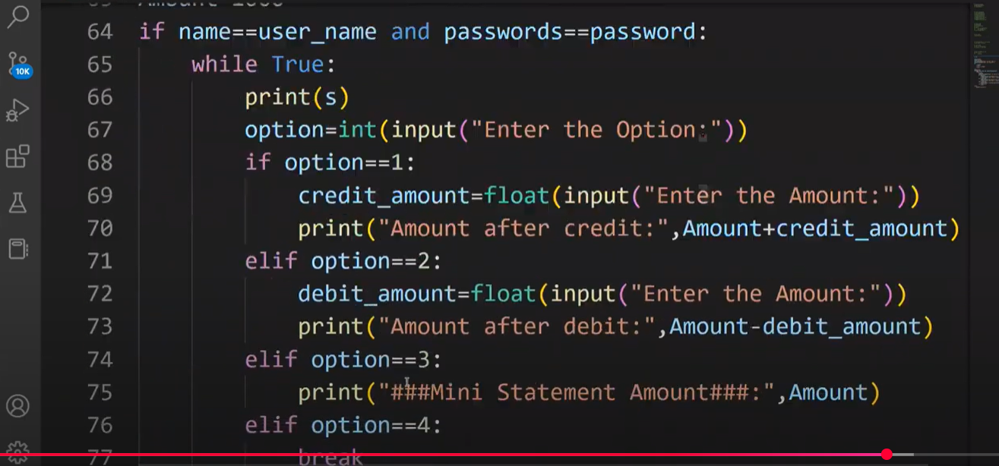 64 if name==user_name and passwords==password:
65 while True:
66 print(s)
67 option=int(input("Enter the Option:"))
68 if option==1:
69 credit_amount=float(input("Enter the Amount:"))
70 print("Amount after credit:",Amount+credit_amount)
71 elif option==2:
72 debit_amount=float(input("Enter the Amount:"))
73 print("Amount after debit:",Amount-debit_amount)
74 elif option==3:
75 print("###Mini Statement Amount###:",Amount)
76 elif option==4:
77 break
10K